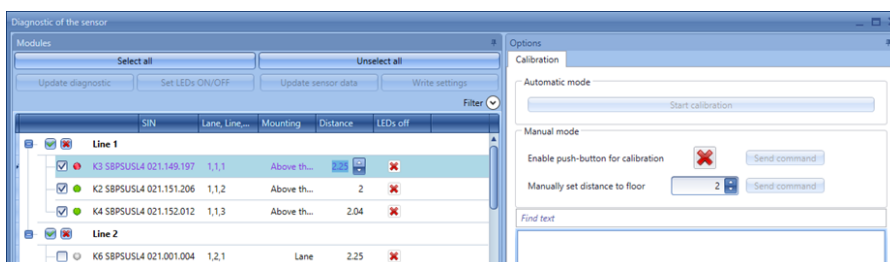 Diagnostic of the sensor
Modules
Select all
Unselect all
Update diagnostic
Set LEDs ON/OFF
Update sensor data
Write settings
Filter
SIN
Lane, Line,...
Mounting
Distance
LEDs off
Line 1
K3 SBPSUSL4 021.149.197 1,1,1 Above th... 2.25
K2 SBPSUSL4 021.151.206 1,1,2 Above th... 2
K4 SBPSUSL4 021.152.012 1,1,3 Above th... 2.04
Line 2
K6 SBPSUSL4 021.001.004 1,2,1 Lane 2.25
Options
Calibration
Automatic mode
Start calibration
Manual mode
Enable push-button for calibration
Send command
Manually set distance to floor 2
Send command
Find text